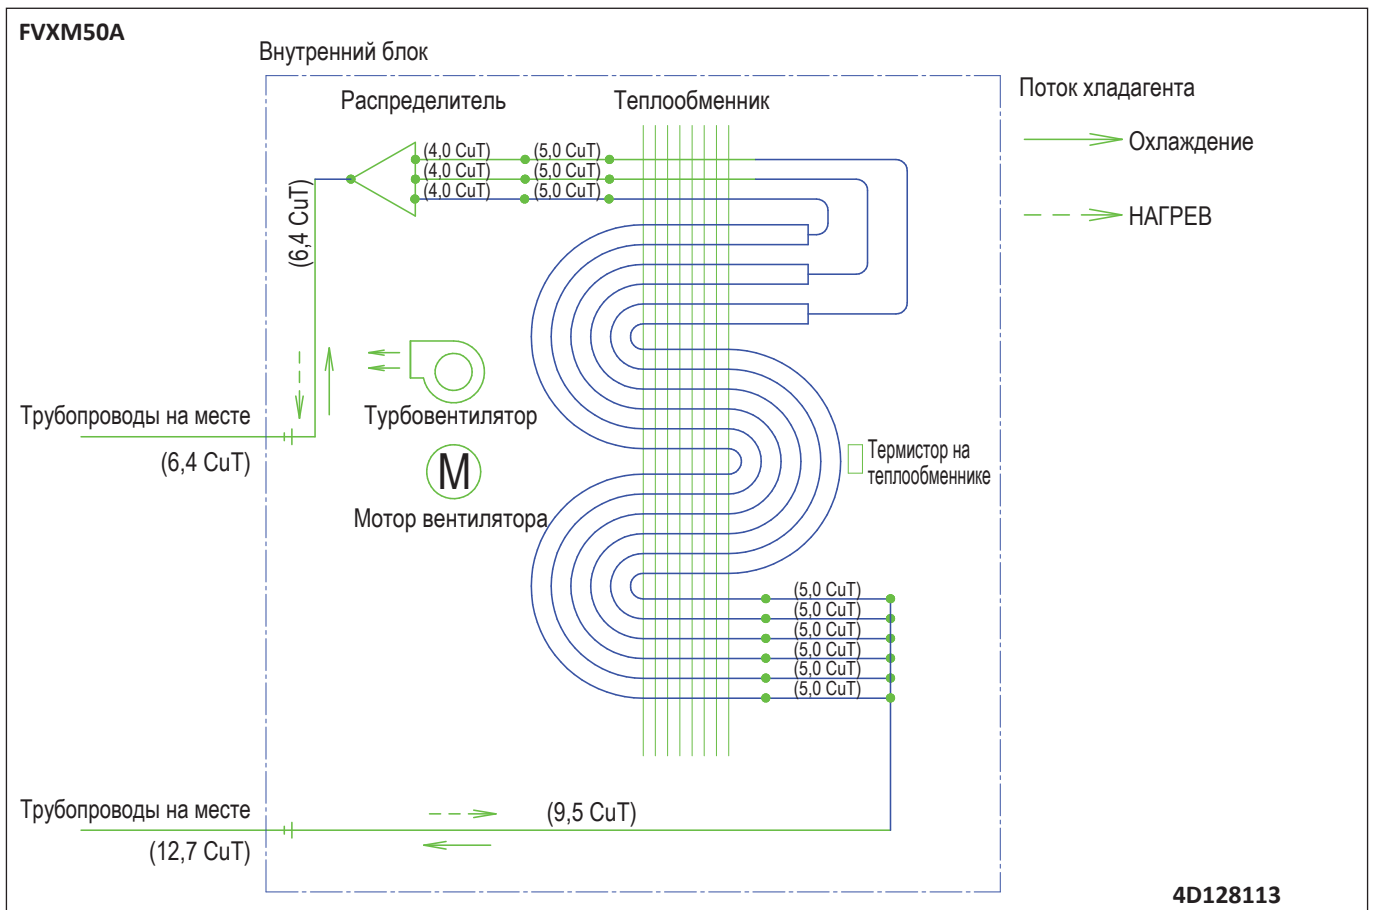 FVXM50A
Внутренний блок
Распределитель
Теплообменник
Поток хладагента
Охлаждение
НАГРЕВ
(4,0 CuT) (5,0 CuT)
(4,0 CuT) (5,0 CuT)
(4,0 CuT) (5,0 CuT)
(6,4 CuT)
Трубопроводы на месте
(6,4 CuT)
Турбовентилятор
M
Мотор вентилятора
Термистор на
теплообменнике
(5,0 CuT)
(5,0 CuT)
(5,0 CuT)
(5,0 CuT)
(5,0 CuT)
(5,0 CuT)
Трубопроводы на месте
(12,7 CuT)
(9,5 CuT)
4D128113